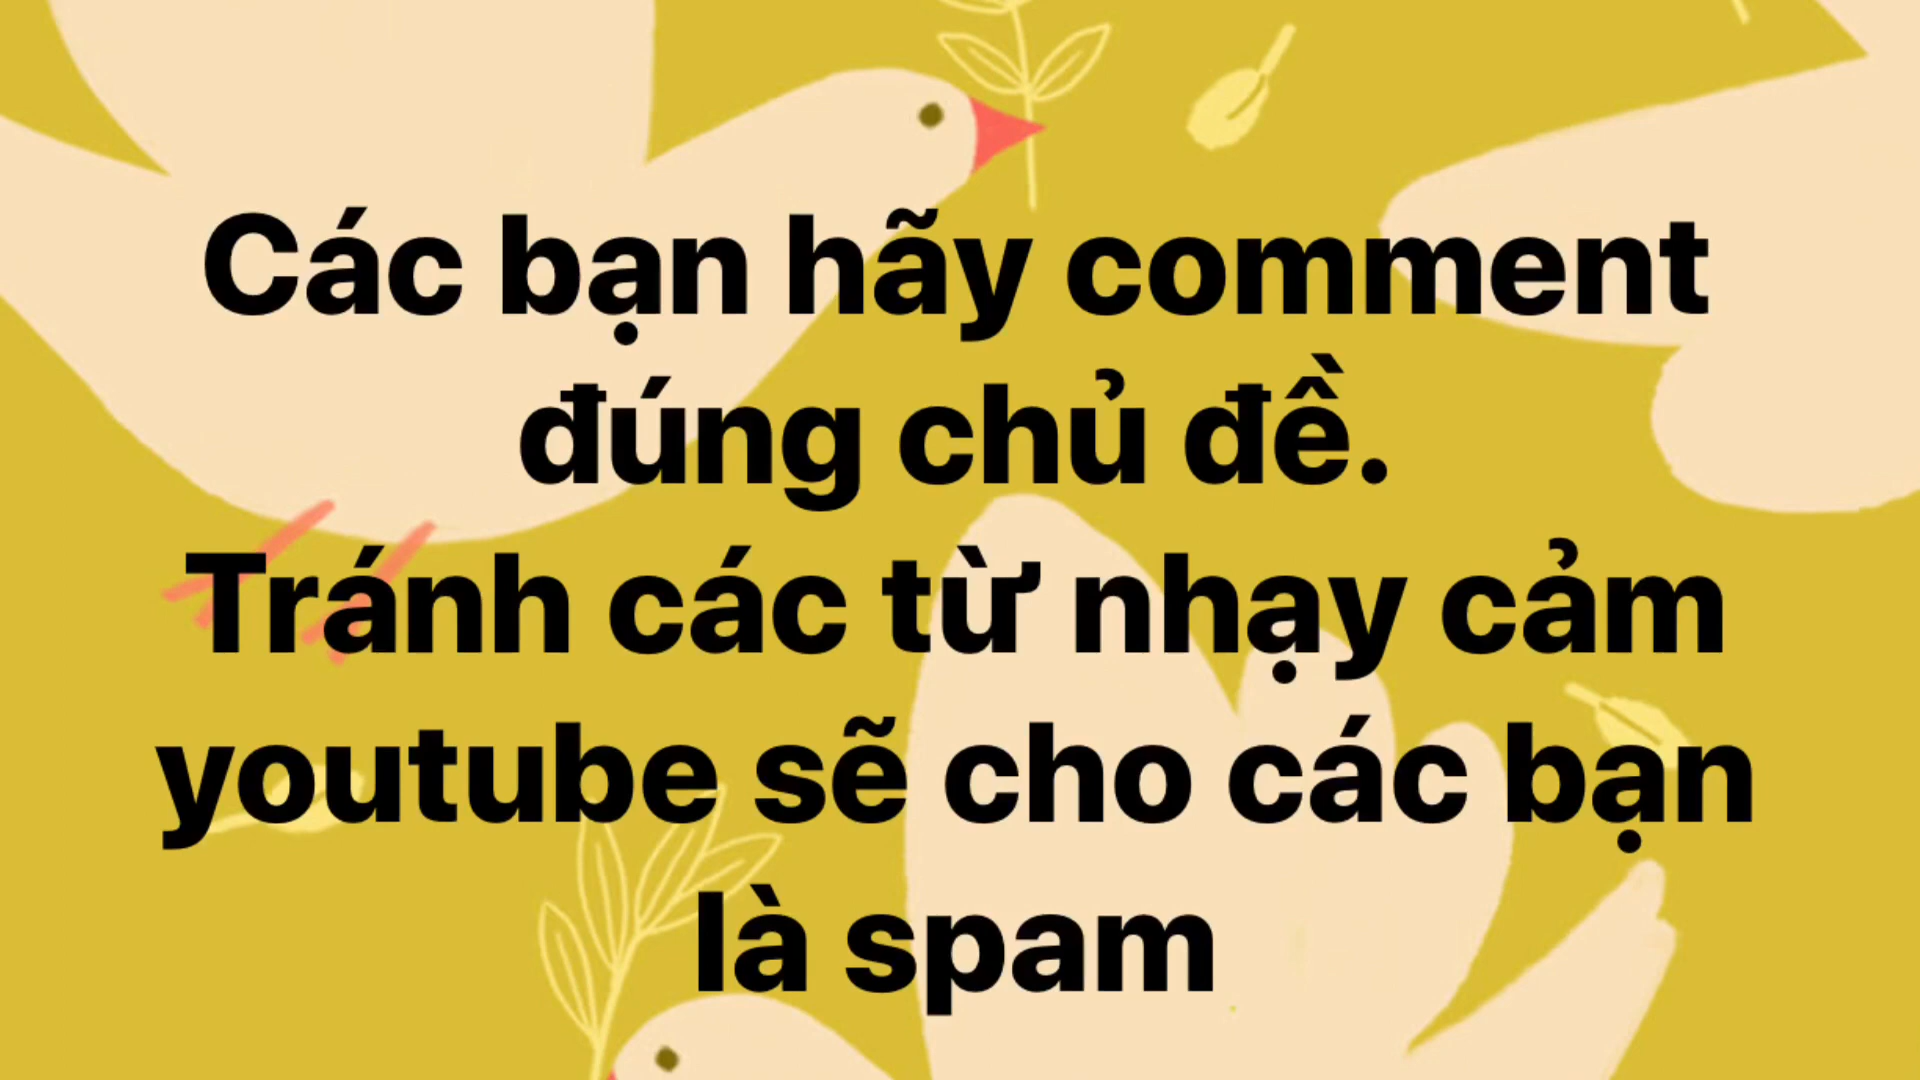 Các bạn hãy comment
đúng chủ đề.
Tránh các từ nhạy cảm
youtube sẽ cho các bạn
là spam